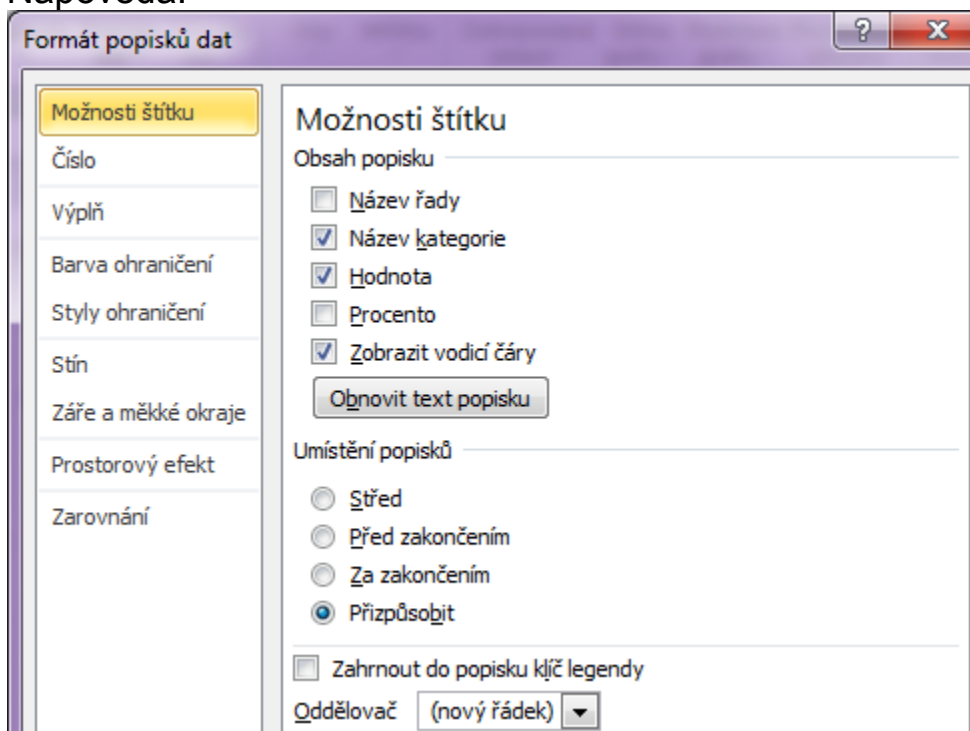 Nápověda:
Formát popisků dat
Možnosti štítku
Číslo
Výplň
Barva ohraničení
Styly ohraničení
Stín
Záře a měkké okraje
Prostorový efekt
Zarovnání
Možnosti štítku
Obsah popisku
Název řady
Název kategorie
Hodnota
Procento
Zobrazit vodicí čáry
Obnovit text popisku
Umístění popisků
Střed
Před zakončením
Za zakončením
Přizpůsobit
Zahrnout do popisku klíč legendy
Oddělovač (nový řádek)